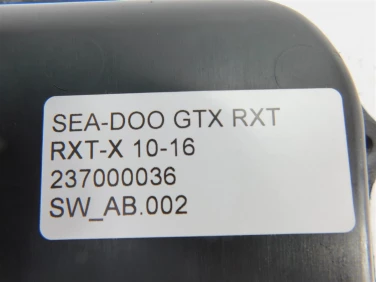 SEA-DOO GTX RXT
RXT-X 10-16
237000036
SW_AB.002